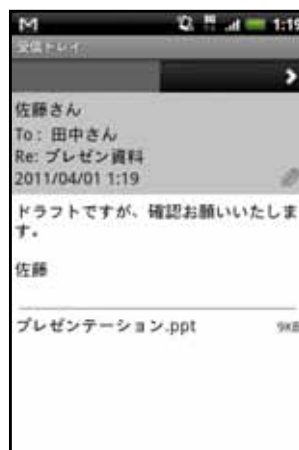 1:19
受信トレイ
佐藤さん
To: 田中さん
Re: プレゼン資料
2011/04/01 1:19
ドラフトですが、確認お願いいたしま
す。
佐藤
プレゼンテーション.ppt 9KB